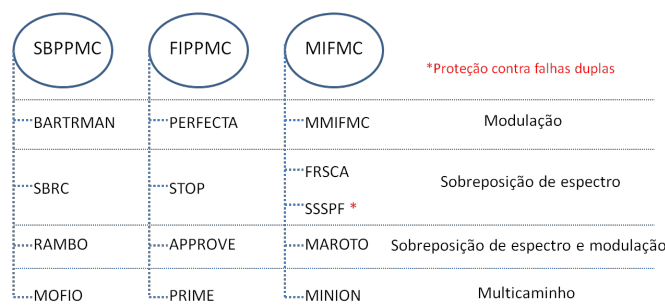 SBPPMC FIPPMC MIFMC
*Proteção contra falhas duplas
BARTRMAN PERFECTA MMIFMC Modulação
FRSCA
SBRC STOP Sobreposição de espectro
SSSPF *
RAMBO APPROVE MAROTO Sobreposição de espectro e modulação
MOFIO PRIME MINION Multicaminho